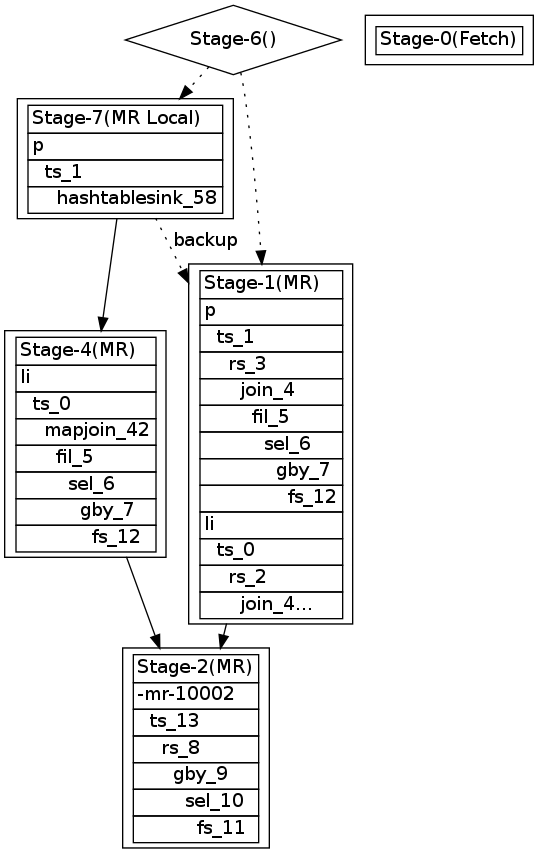 Stage-6()
Stage-0(Fetch)
Stage-7(MR Local)
p
ts_1
hashtablesink_58
backup
Stage-1(MR)
p
ts_1
rs_3
join_4
fil_5
sel_6
gby_7
fs_12
li
ts_0
rs_2
join_4...
Stage-4(MR)
li
ts_0
mapjoin_42
fil_5
sel_6
gby_7
fs_12
Stage-2(MR)
-mr-10002
ts_13
rs_8
gby_9
sel_10
fs_11